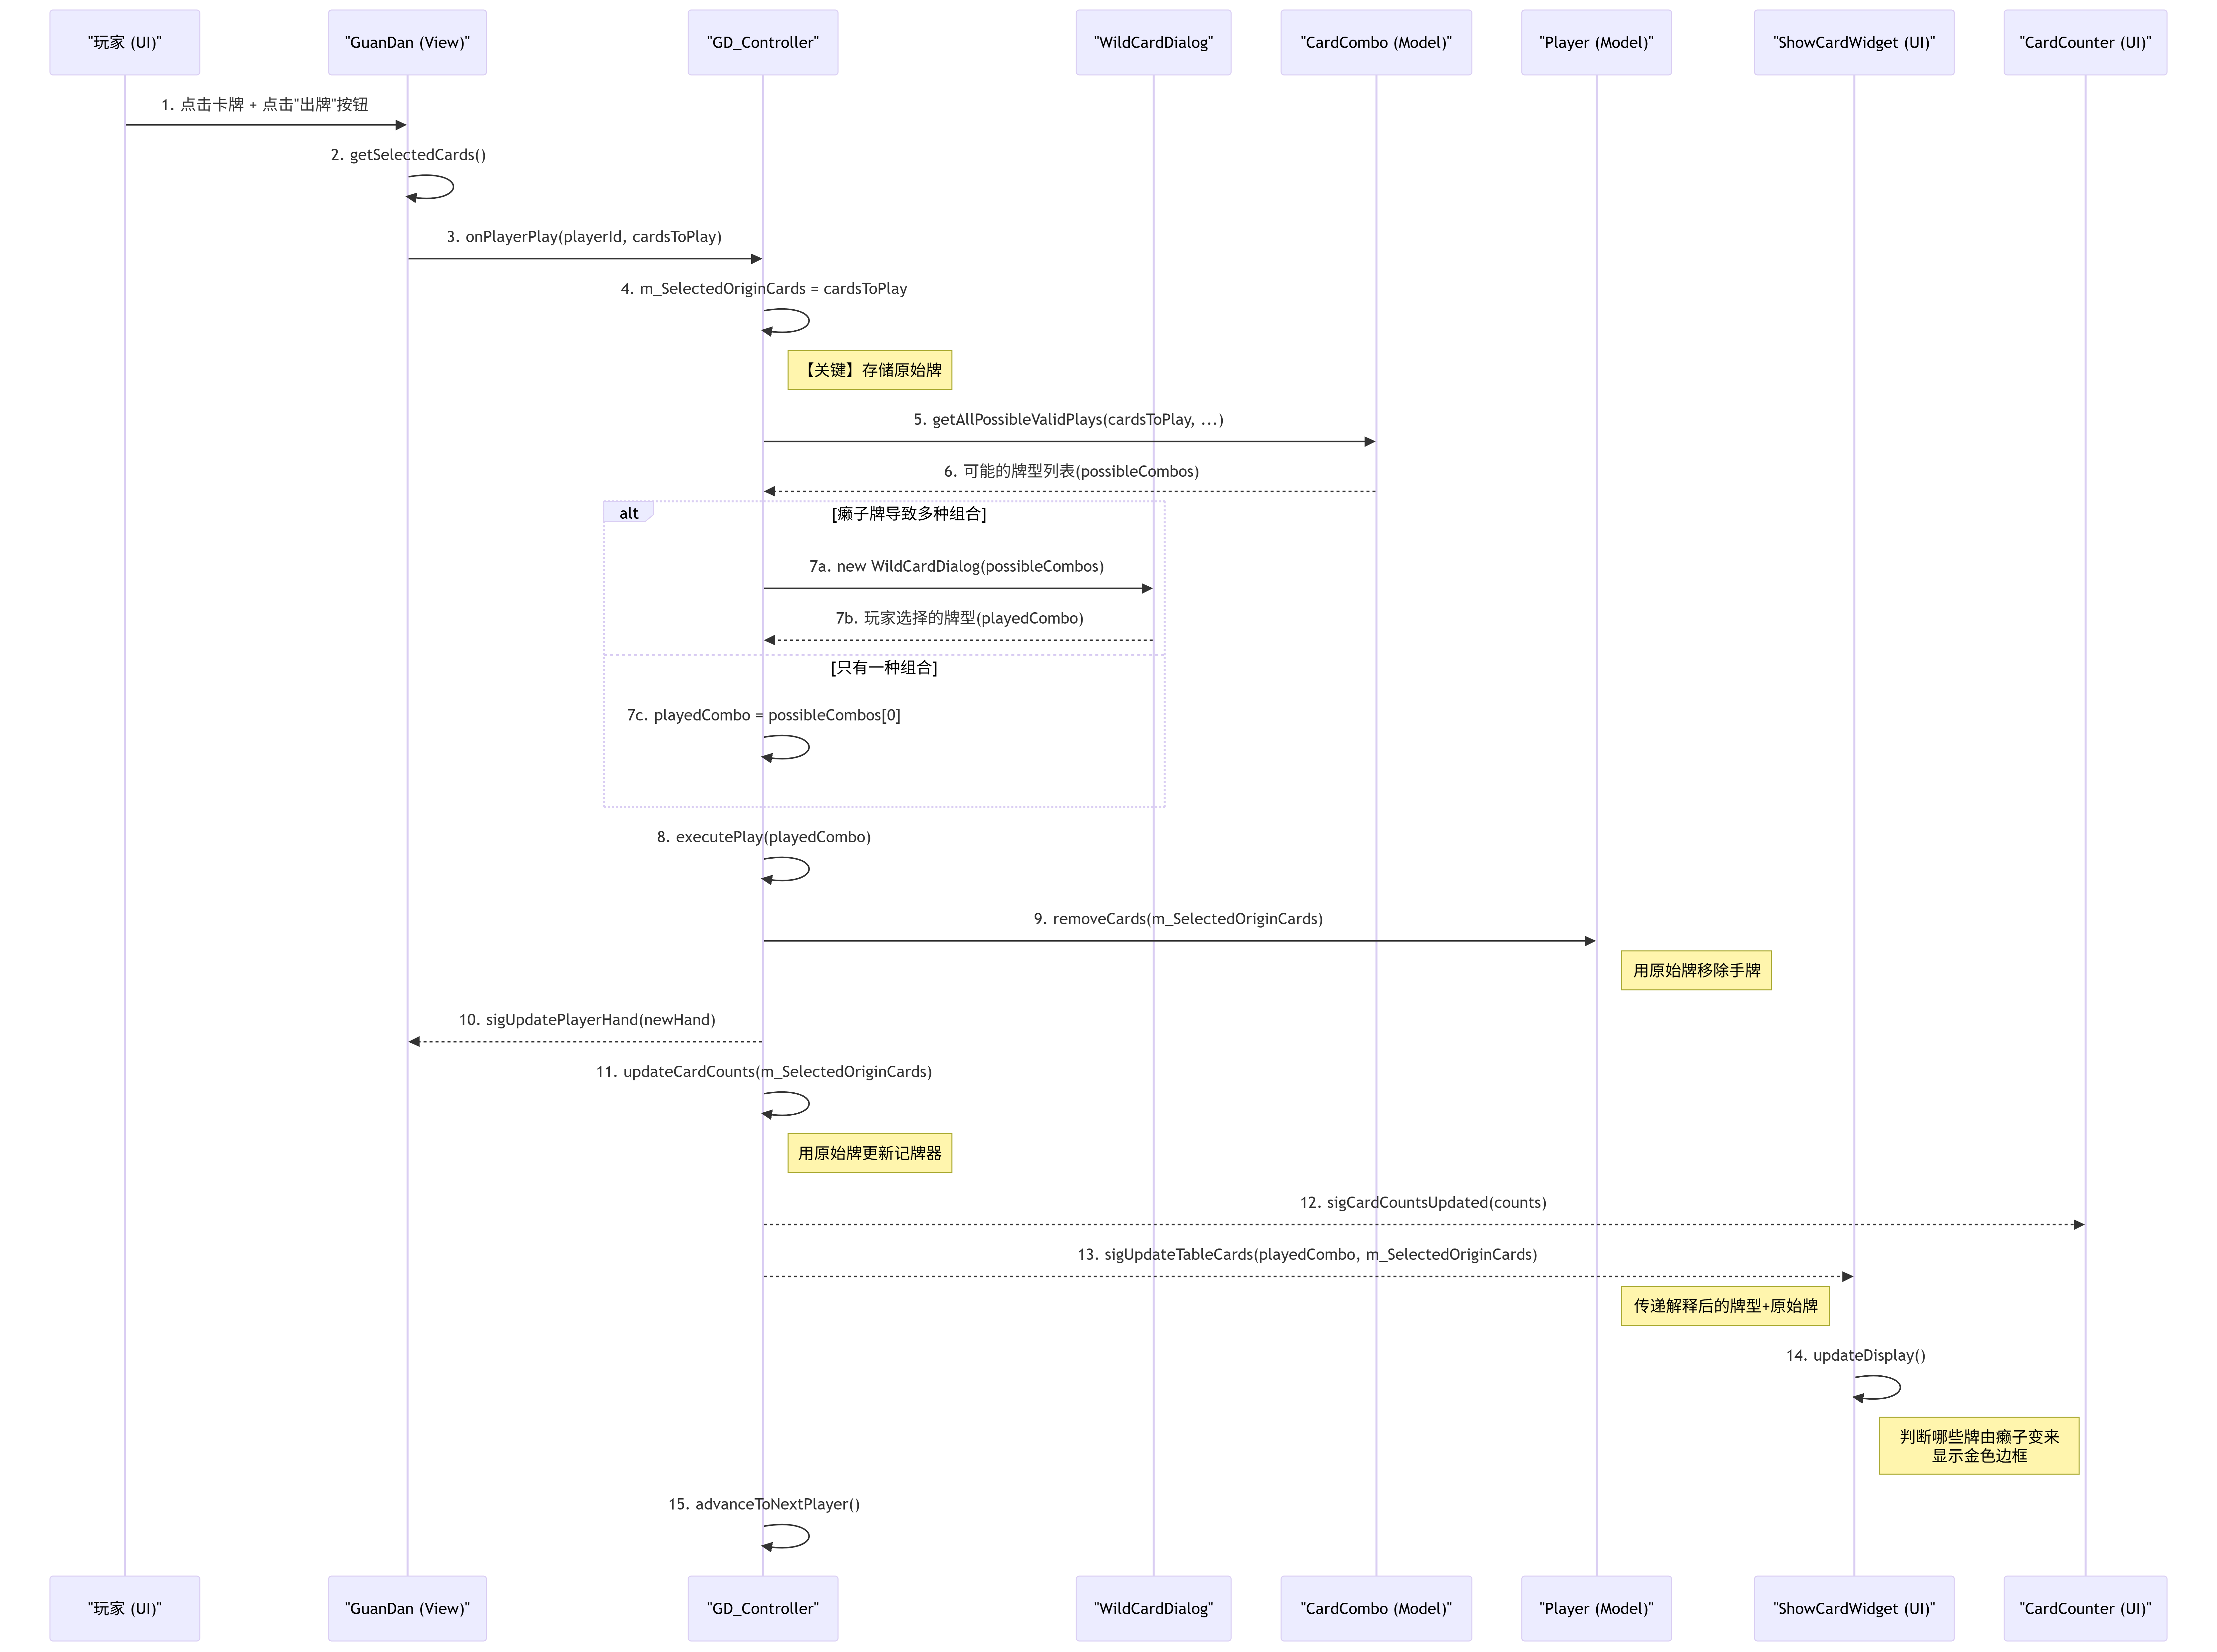 "玩家 (UI)"
"GuanDan (View)"
"GD_Controller"
"WildCardDialog"
"CardCombo (Model)"
"Player (Model)"
"ShowCardWidget (UI)"
"CardCounter (UI)"
1. 点击卡牌 + 点击"出牌"按钮
2. getSelectedCards()
3. onPlayerPlay(playerId, cardsToPlay)
4. m_SelectedOriginCards = cardsToPlay
【关键】存储原始牌
5. getAllPossibleValidPlays(cardsToPlay, ...)
6. 可能的牌型列表(possibleCombos)
alt
[癞子牌导致多种组合]
7a. new WildCardDialog(possibleCombos)
7b. 玩家选择的牌型(playedCombo)
[只有一种组合]
7c. playedCombo = possibleCombos[0]
8. executePlay(playedCombo)
9. removeCards(m_SelectedOriginCards)
用原始牌移除手牌
10. sigUpdatePlayerHand(newHand)
11. updateCardCounts(m_SelectedOriginCards)
用原始牌更新记牌器
12. sigCardCountsUpdated(counts)
13. sigUpdateTableCards(playedCombo, m_SelectedOriginCards)
传递解释后的牌型+原始牌
14. updateDisplay()
判断哪些牌由癞子变来
显示金色边框
15. advanceToNextPlayer()
"玩家 (UI)"
"GuanDan (View)"
"GD_Controller"
"WildCardDialog"
"CardCombo (Model)"
"Player (Model)"
"ShowCardWidget (UI)"
"CardCounter (UI)"